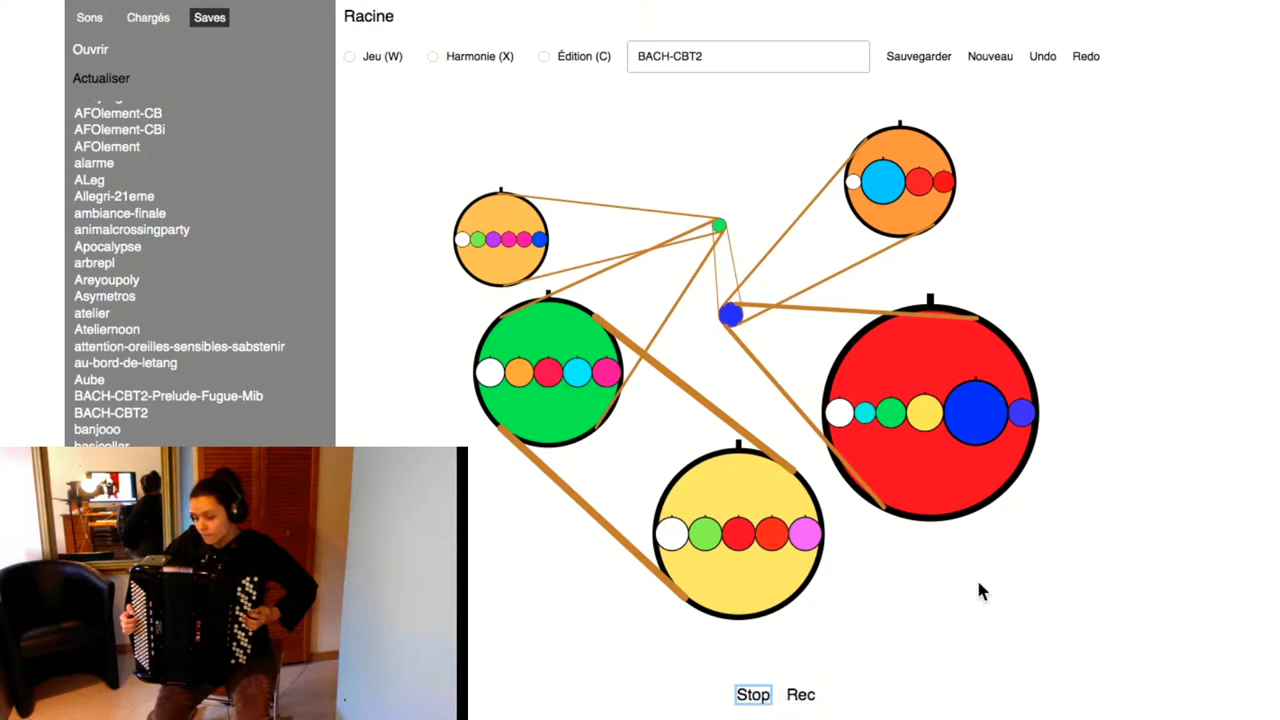 Sons Chargés Saves
Ouvrir
Actualiser
AFOlement-CB
AFOlement-CBi
AFOlement
alarme
ALeg
Allegri-21eme
ambiance-finale
animalcrossingparty
Apocalypse
arbrepl
Areyoupoly
Asymetros
atelier
Ateliernoon
attention-oreilles-sensibles-sabstenir
au-bord-de-letang
Aube
BACH-CBT2-Prelude-Fugue-Mib
BACH-CBT2
banjooo
Racine
Jeu (W) Harmonie (X) Édition (C) BACH-CBT2 Sauvegarder Nouveau Undo Redo
Stop Rec